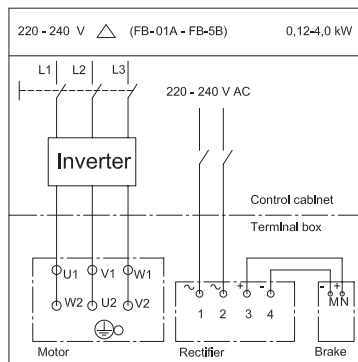 220 - 240 V △ (FB-01A - FB-5B) 0,12-4,0 kW
L1 L2 L3
220 - 240 V AC
Inverter
Control cabinet
Terminal box
U1 V1 W1
W2 U2 V2
~ ~ + -
1 2 3 4
- +
MN
Motor Rectifier Brake